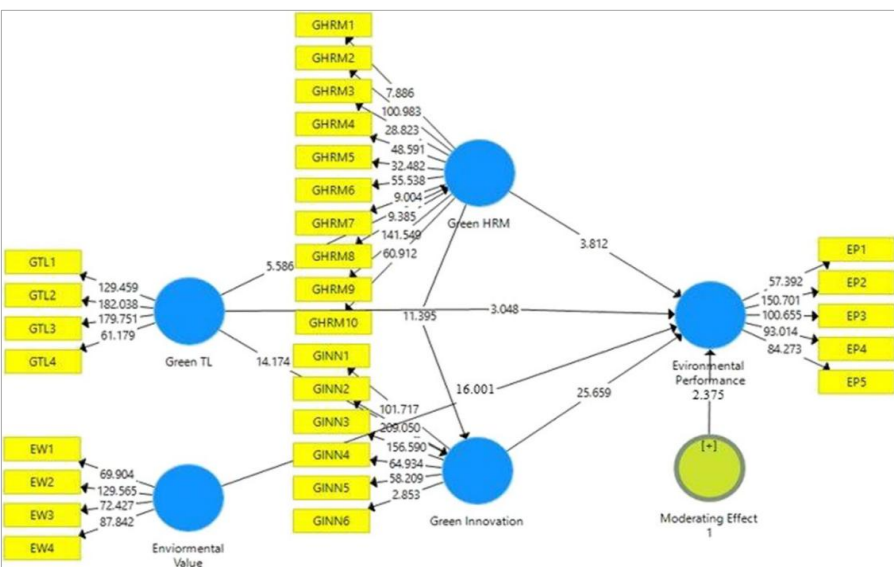 GHRM1
GHRM2
GHRM3
GHRM4
GHRM5
GHRM6
GHRM7
GHRM8
GHRM9
GHRM10
7.886
100.983
28.823
48.591
32.482
55.538
9.004
9.385
141.549
60.912
Green HRM
3.812
5.586
11.395
3.048
GTL1
GTL2
GTL3
GTL4
129.459
182.038
179.751
61.179
Green TL
14.174
EP1
EP2
EP3
EP4
EP5
57.392
150.701
100.655
93.014
84.273
Evironmental
Performance
2.375
[+]
Moderating Effect
1
GINN1
GINN2
GINN3
GINN4
GINN5
GINN6
101.717
209.050
156.590
64.934
58.209
2.853
Green Innovation
16.001
25.659
EW1
EW2
EW3
EW4
69.904
129.565
72.427
87.842
Enviormental
Value